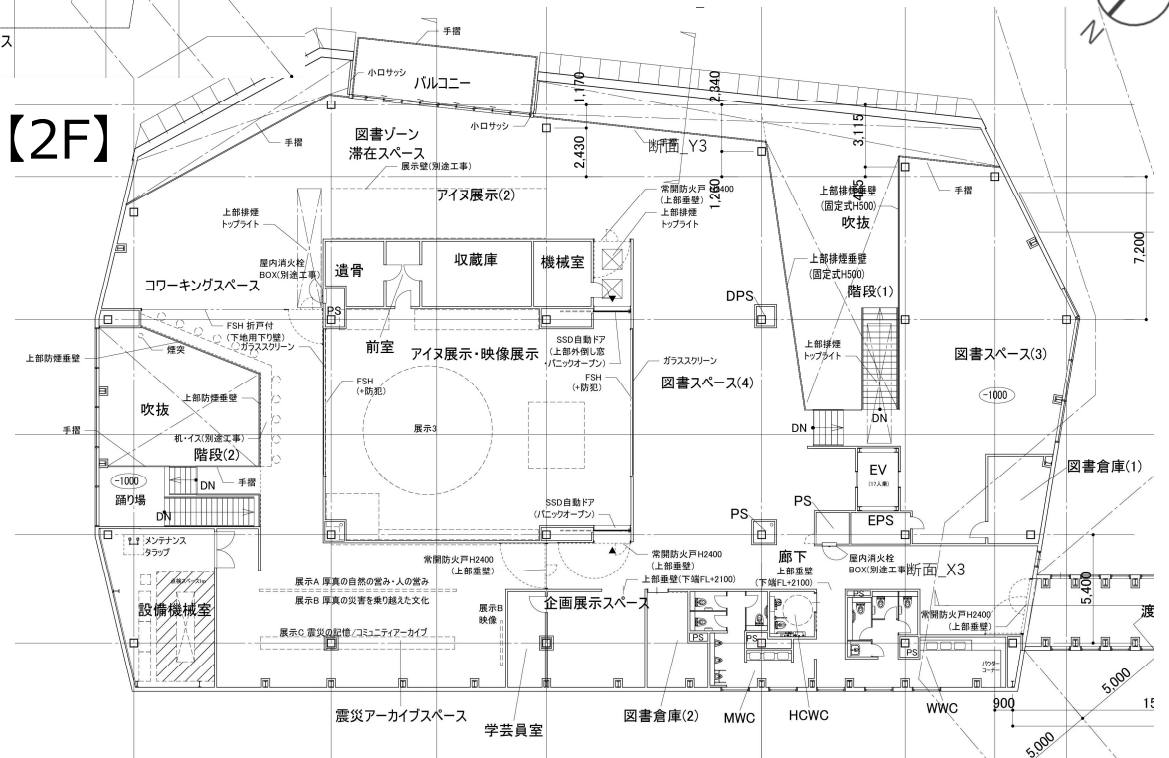 ス
N
【2F】
手摺
小口サッシ
バルコニー
1,170
2,340
小口サッシ
手摺
図書ゾーン
滞在スペース
展示壁(別途工事)
2,430
手摺
断面_Y3
3,115
アイヌ展示(2)
常開防火戸H2400
(上部垂壁)
1,260
上部排煙
トップライト
上部排煙垂壁
(固定式H500)
吹抜
手摺
上部排煙
トップライト
7,200
屋内消火栓
BOX(別途工事)
遺骨
収蔵庫
機械室
上部排煙垂壁
(固定式H500)
階段(1)
コワーキングスペース
DPS
PS
FSH 折戸付
(下地用下り壁)
ガラススクリーン
前室
アイヌ展示・映像展示
SSD自動ドア
(上部外倒し窓
・パニックオープン)
ガラススクリーン
上部排煙
トップライト
図書スペース(3)
上部防煙垂壁
煙突
FSH
(+防犯)
FSH
(+防犯)
図書スペース(4)
-1000
上部防煙垂壁
吹抜
手摺
机・イス(別途工事)
階段(2)
展示3
DN
DN
手摺
-1000
踊り場
DN
DN
EV
(17人乗)
図書倉庫(1)
SSD自動ドア
(パニックオープン)
PS
PS
EPS
メンテナンス
タラップ
常開防火戸H2400
(上部垂壁)
常開防火戸H2400
(上部垂壁)
廊下
上部垂壁
(下端FL+2100)
屋内消火栓
BOX(別途工事)
断面_X3
設備機械室
展示A 厚真の自然の営み・人の営み
展示B 厚真の災害を乗り越えた文化
上部垂壁(下端FL+2100)
企画展示スペース
展示B
映像
展示C 震災の記憶/コミュニティアーカイブ
PS
PS
PS
PS
常開防火戸H2400
(上部垂壁)
5,400
渡
パウダー
コーナー
震災アーカイブスペース
学芸員室
図書倉庫(2)
MWC
HCWC
WWC
900
15
5,000
5,000